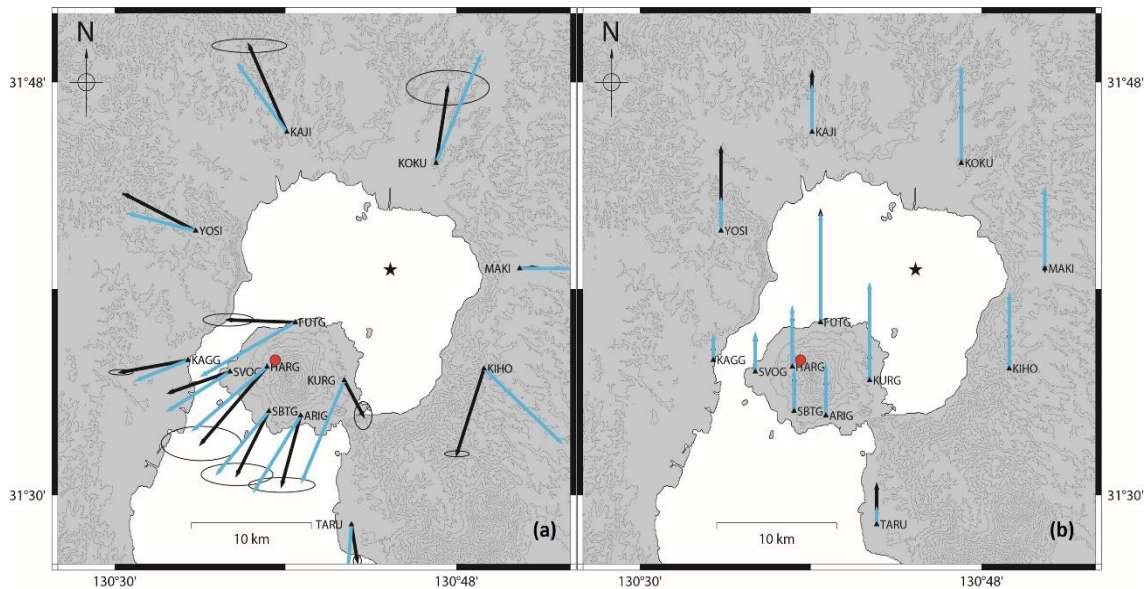 N
31°48'
KAJI
KOKU
YOSI
MAKI
FUTG
KAGG
SVOG
HARG
KURG
KIHO
SBTG
ARIG
31°30'
TARU
10 km
(a)
130°30'
130°48'
N
31°48'
KAJI
KOKU
YOSI
MAKI
FUTG
KAGG
SVOG
HARG
KURG
KIHO
SBTG
ARIG
31°30'
TARU
10 km
(b)
130°30'
130°48'